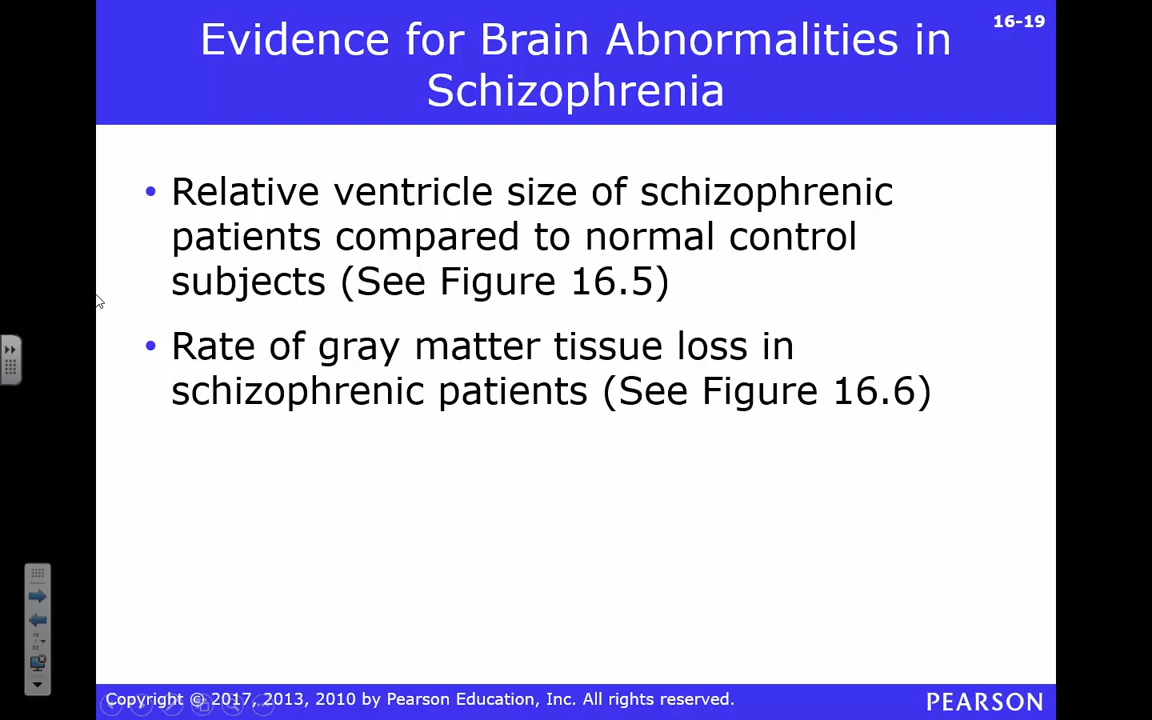 16-19
Evidence for Brain Abnormalities in
Schizophrenia
• Relative ventricle size of schizophrenic
patients compared to normal control
subjects (See Figure 16.5)
• Rate of gray matter tissue loss in
schizophrenic patients (See Figure 16.6)
Copyright © 2017, 2013, 2010 by Pearson Education, Inc. All rights reserved.
PEARSON